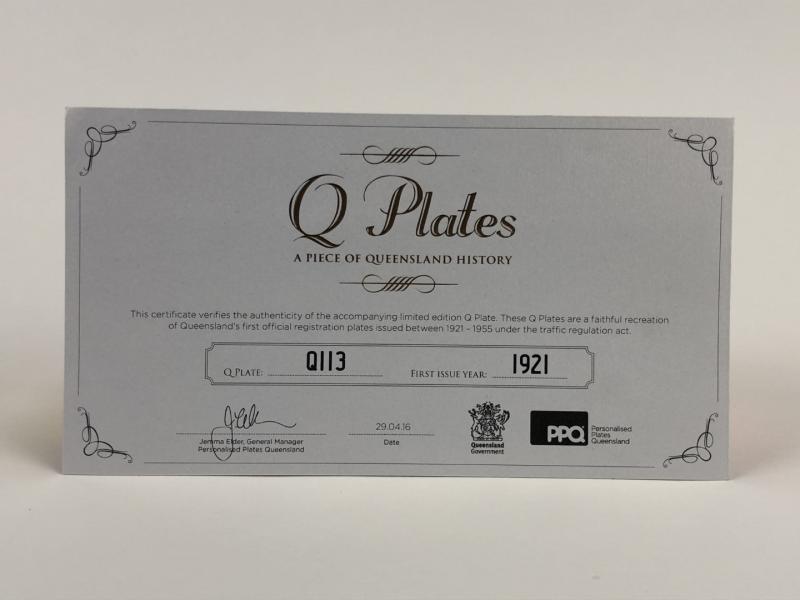 Q Plates
A PIECE OF QUEENSLAND HISTORY
This certificate verifies the authenticity of the accompanying limited edition Q Plate. These Q Plates are a faithful recreation
of Queensland's first official registration plates issued between 1921 - 1955 under the traffic regulation act.
Q PLATE: Q113 FIRST ISSUE YEAR: 1921
Jemma Elder, General Manager
Personalised Plates Queensland
29.04.16
Date
Queensland
Government
PPQ
Personalised
Plates
Queensland